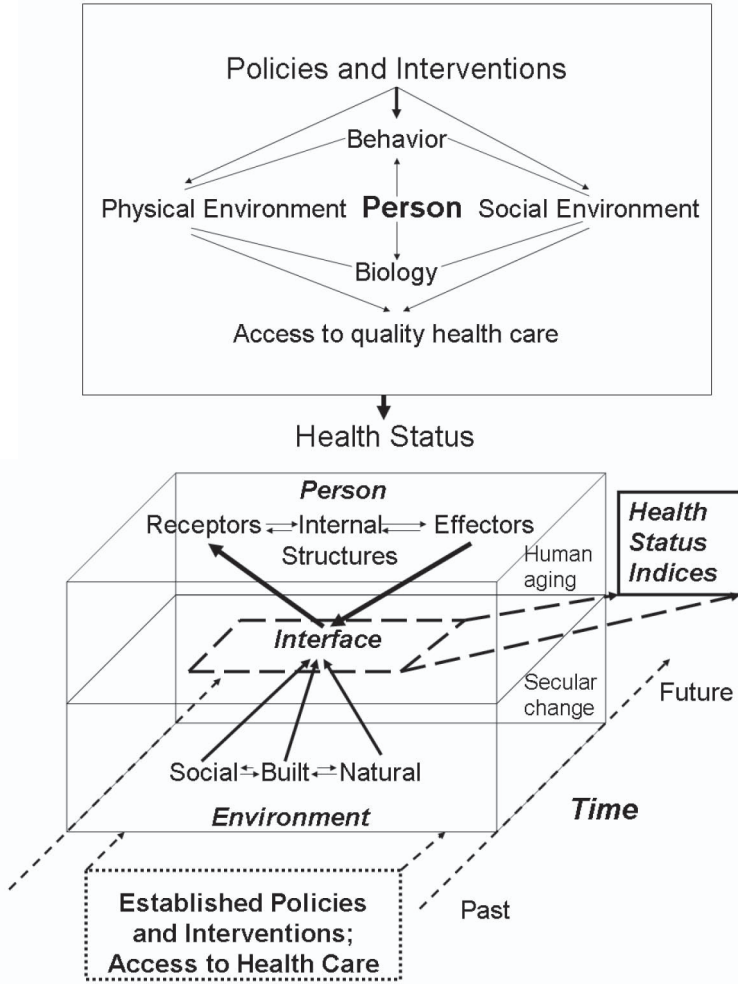 Policies and Interventions
Behavior
Physical Environment Person Social Environment
Biology
Access to quality health care
Health Status
Person
Receptors Internal Effectors
Structures
Human
aging
Health
Status
Indices
Interface
Secular
change
Future
Social Built Natural
Environment
Time
Past
Established Policies
and Interventions;
Access to Health Care